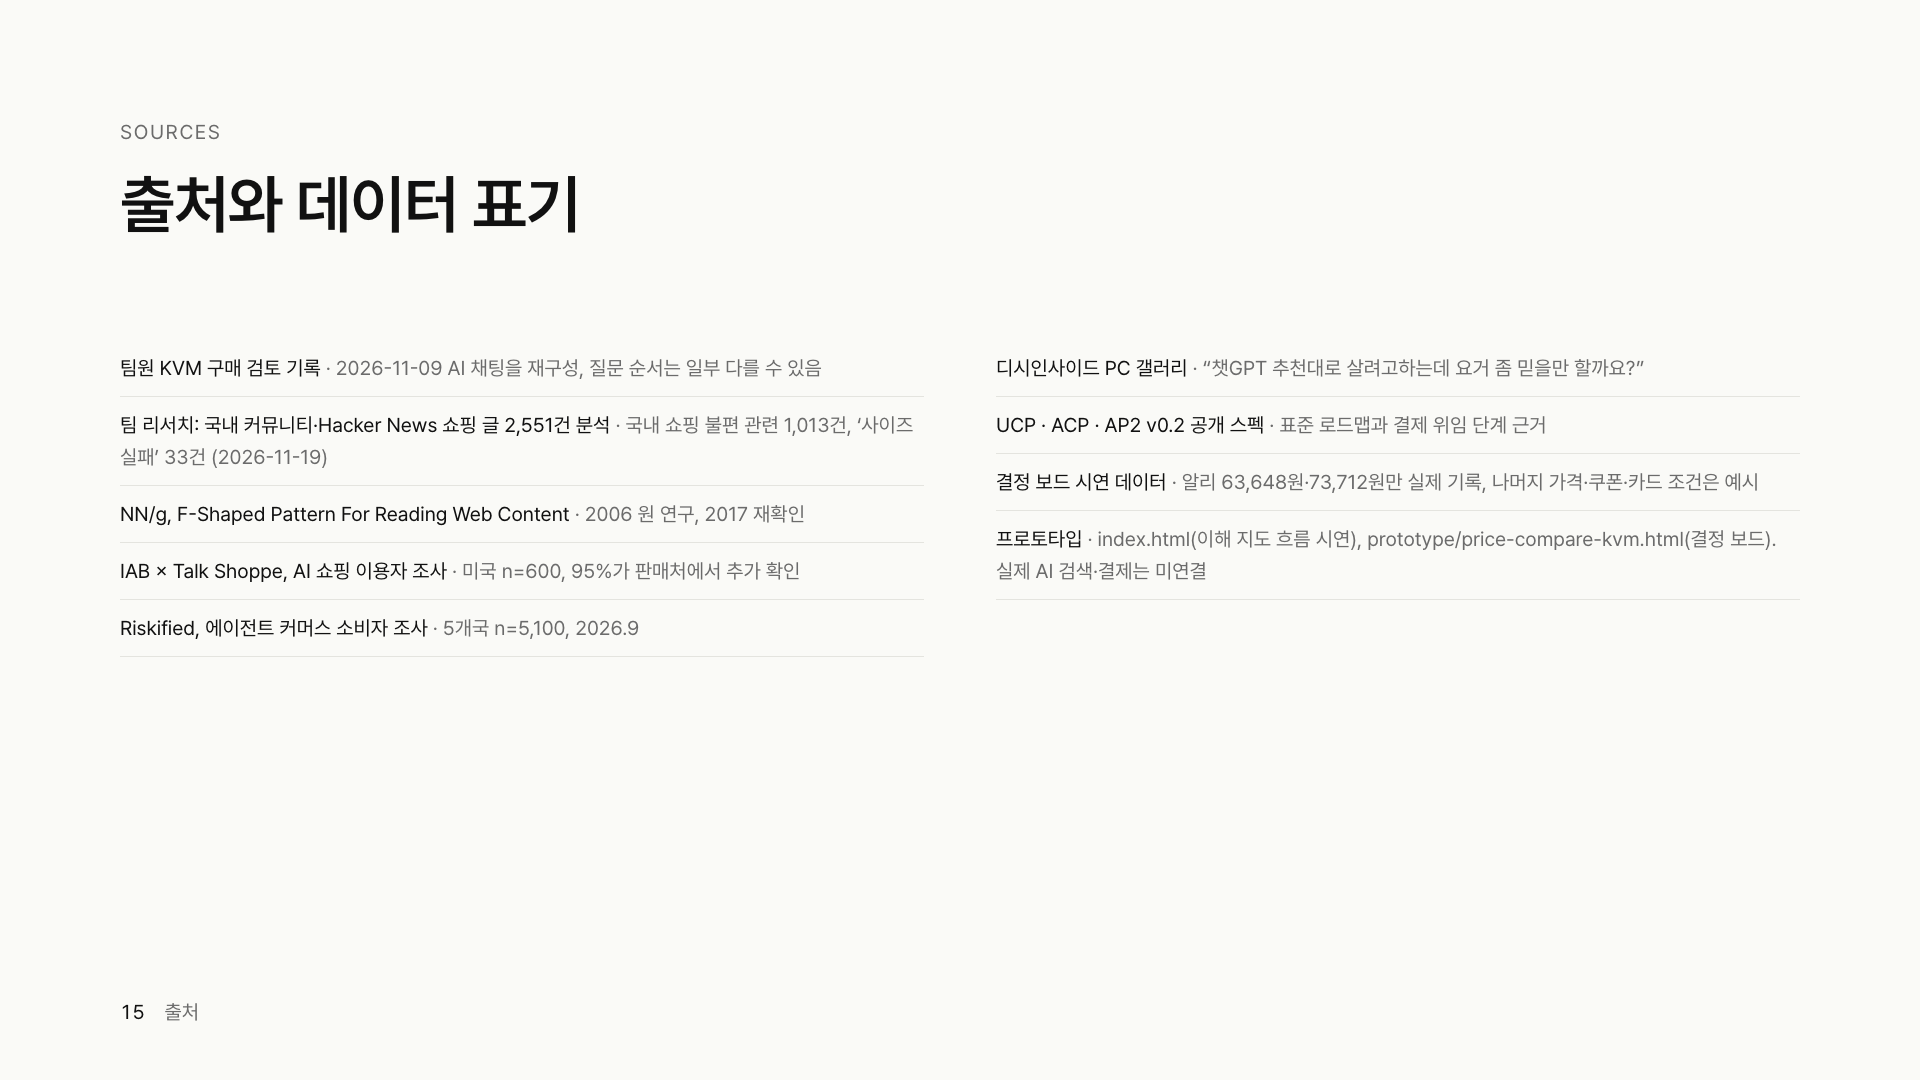 SOURCES
출처와 데이터 표기
팀원 KVM 구매 검토 기록 · 2026-11-09 AI 채팅을 재구성, 질문 순서는 일부 다를 수 있음
팀 리서치: 국내 커뮤니티·Hacker News 쇼핑 글 2,551건 분석 · 국내 쇼핑 불편 관련 1,013건, ‘사이즈
실패’ 33건 (2026-11-19)
NN/g, F-Shaped Pattern For Reading Web Content · 2006 원 연구, 2017 재확인
IAB × Talk Shoppe, AI 쇼핑 이용자 조사 · 미국 n=600, 95%가 판매처에서 추가 확인
Riskified, 에이전트 커머스 소비자 조사 · 5개국 n=5,100, 2026.9
디시인사이드 PC 갤러리 · “챗GPT 추천대로 살려고하는데 요거 좀 믿을만 할까요?”
UCP · ACP · AP2 v0.2 공개 스펙 · 표준 로드맵과 결제 위임 단계 근거
결정 보드 시연 데이터 · 알리 63,648원·73,712원만 실제 기록, 나머지 가격·쿠폰·카드 조건은 예시
프로토타입 · index.html(이해 지도 흐름 시연), prototype/price-compare-kvm.html(결정 보드).
실제 AI 검색·결제는 미연결
15 출처